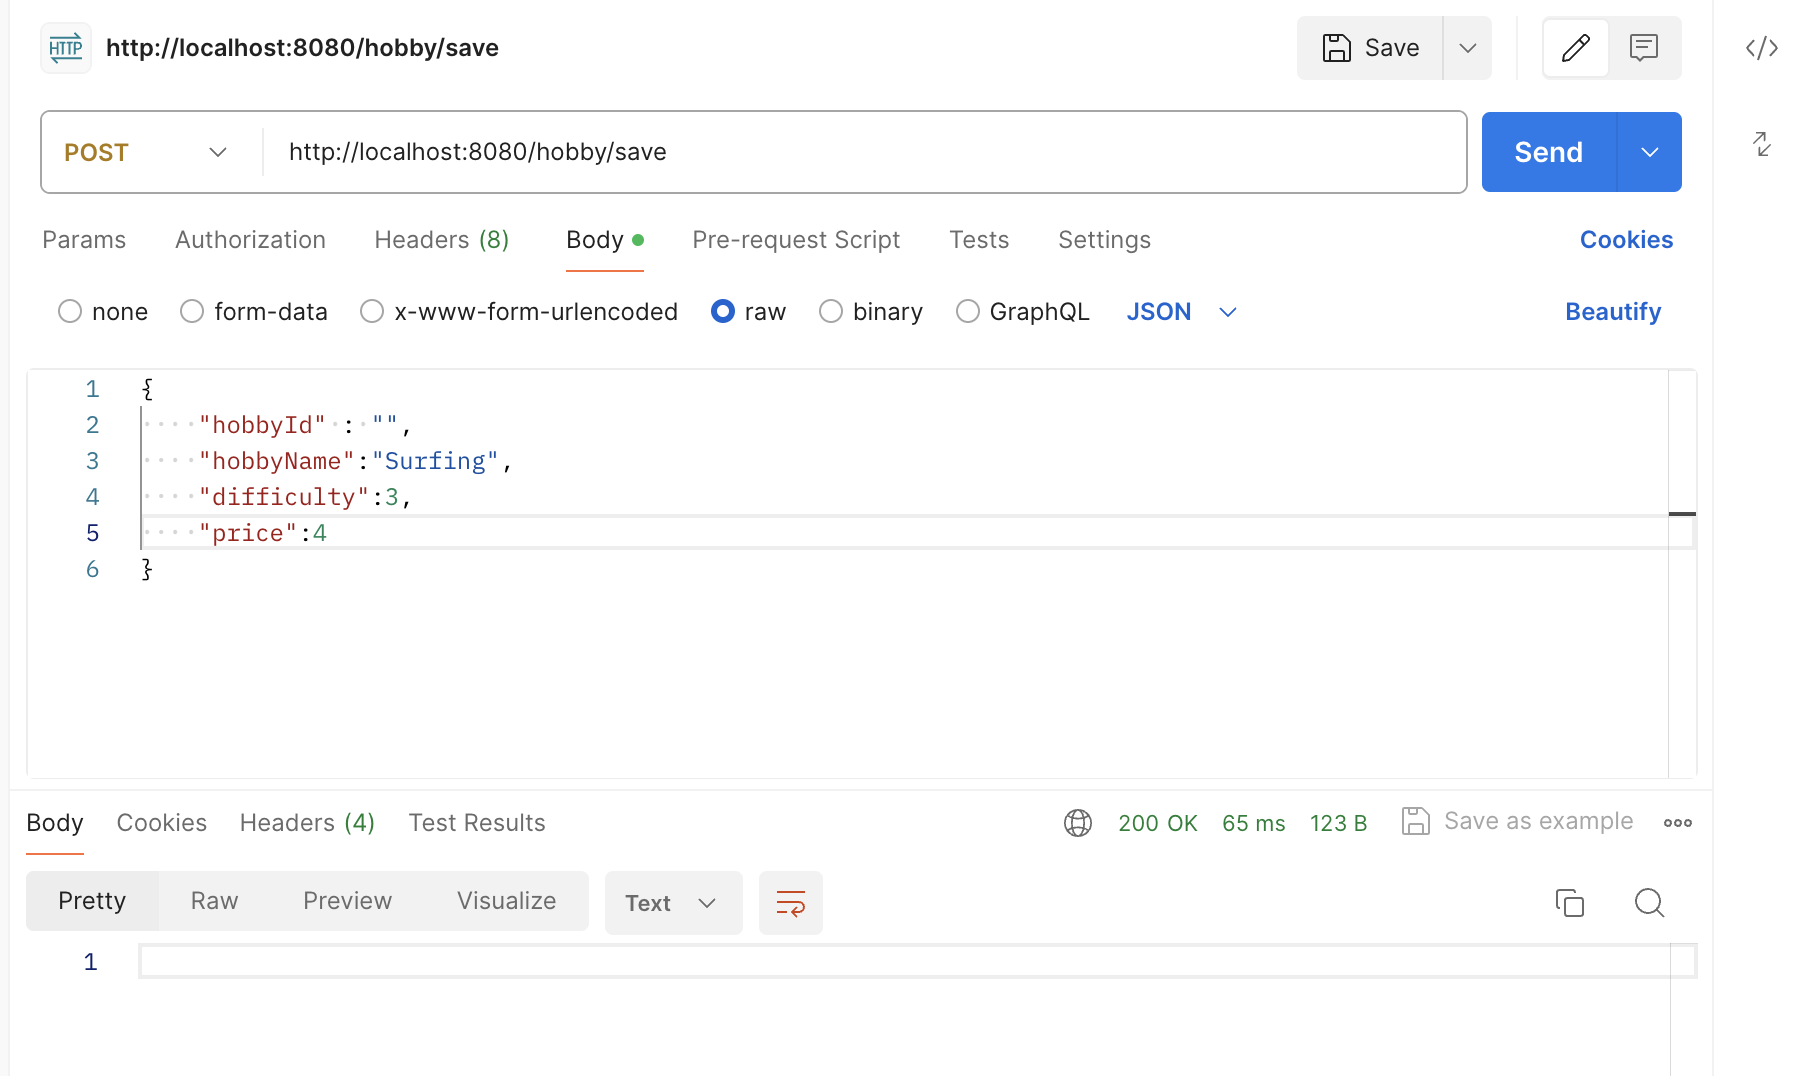 HTTP http://localhost:8080/hobby/save Save
POST http://localhost:8080/hobby/save Send
Params Authorization Headers (8) Body Pre-request Script Tests Settings Cookies
none form-data x-www-form-urlencoded raw binary GraphQL JSON Beautify
1 {
2 "hobbyId" : "",
3 "hobbyName":"Surfing",
4 "difficulty":3,
5 "price":4
6 }
Body Cookies Headers (4) Test Results 200 OK 65 ms 123 B Save as example
Pretty Raw Preview Visualize Text
1